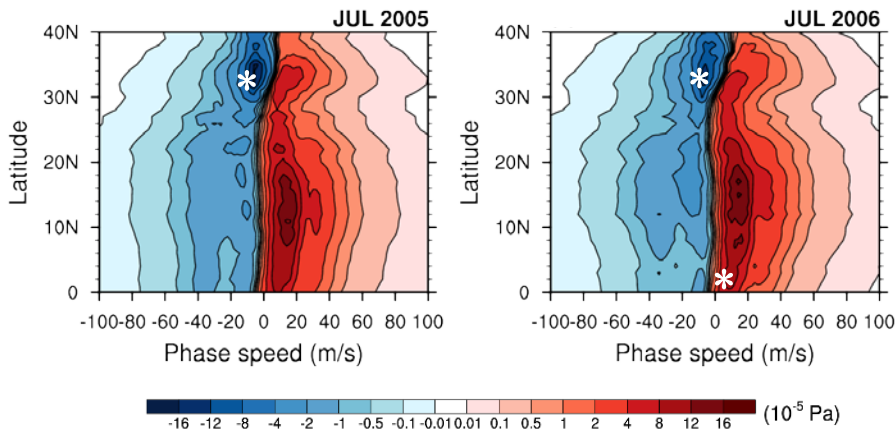 JUL 2005
40N
30N
20N
10N
0
Latitude
-100-80 -60 -40 -20 0 20 40 60 80 100
Phase speed (m/s)
JUL 2006
40N
30N
20N
10N
0
Latitude
-100-80 -60 -40 -20 0 20 40 60 80 100
Phase speed (m/s)
-16 -12 -8 -4 -2 -1 -0.5 -0.1 -0.01 0.01 0.1 0.5 1 2 4 8 12 16 (10⁻⁵ Pa)